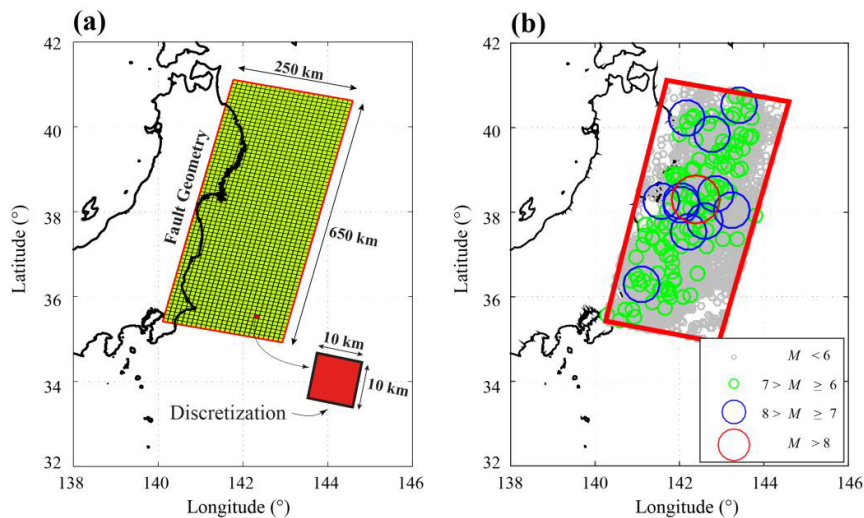 (a)
42
40
38
36
34
32
138
140
142
144
146
Latitude (°)
Longitude (°)
250 km
650 km
Fault Geometry
10 km
10 km
Discretization
(b)
42
40
38
36
34
32
138
140
142
144
146
Latitude (°)
Longitude (°)
M < 6
7 > M ≥ 6
8 > M ≥ 7
M > 8